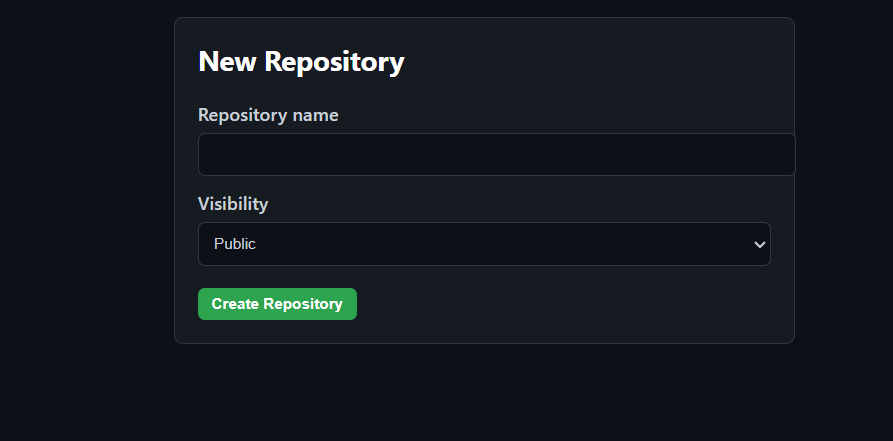 New Repository
Repository name
Visibility
Public
Create Repository